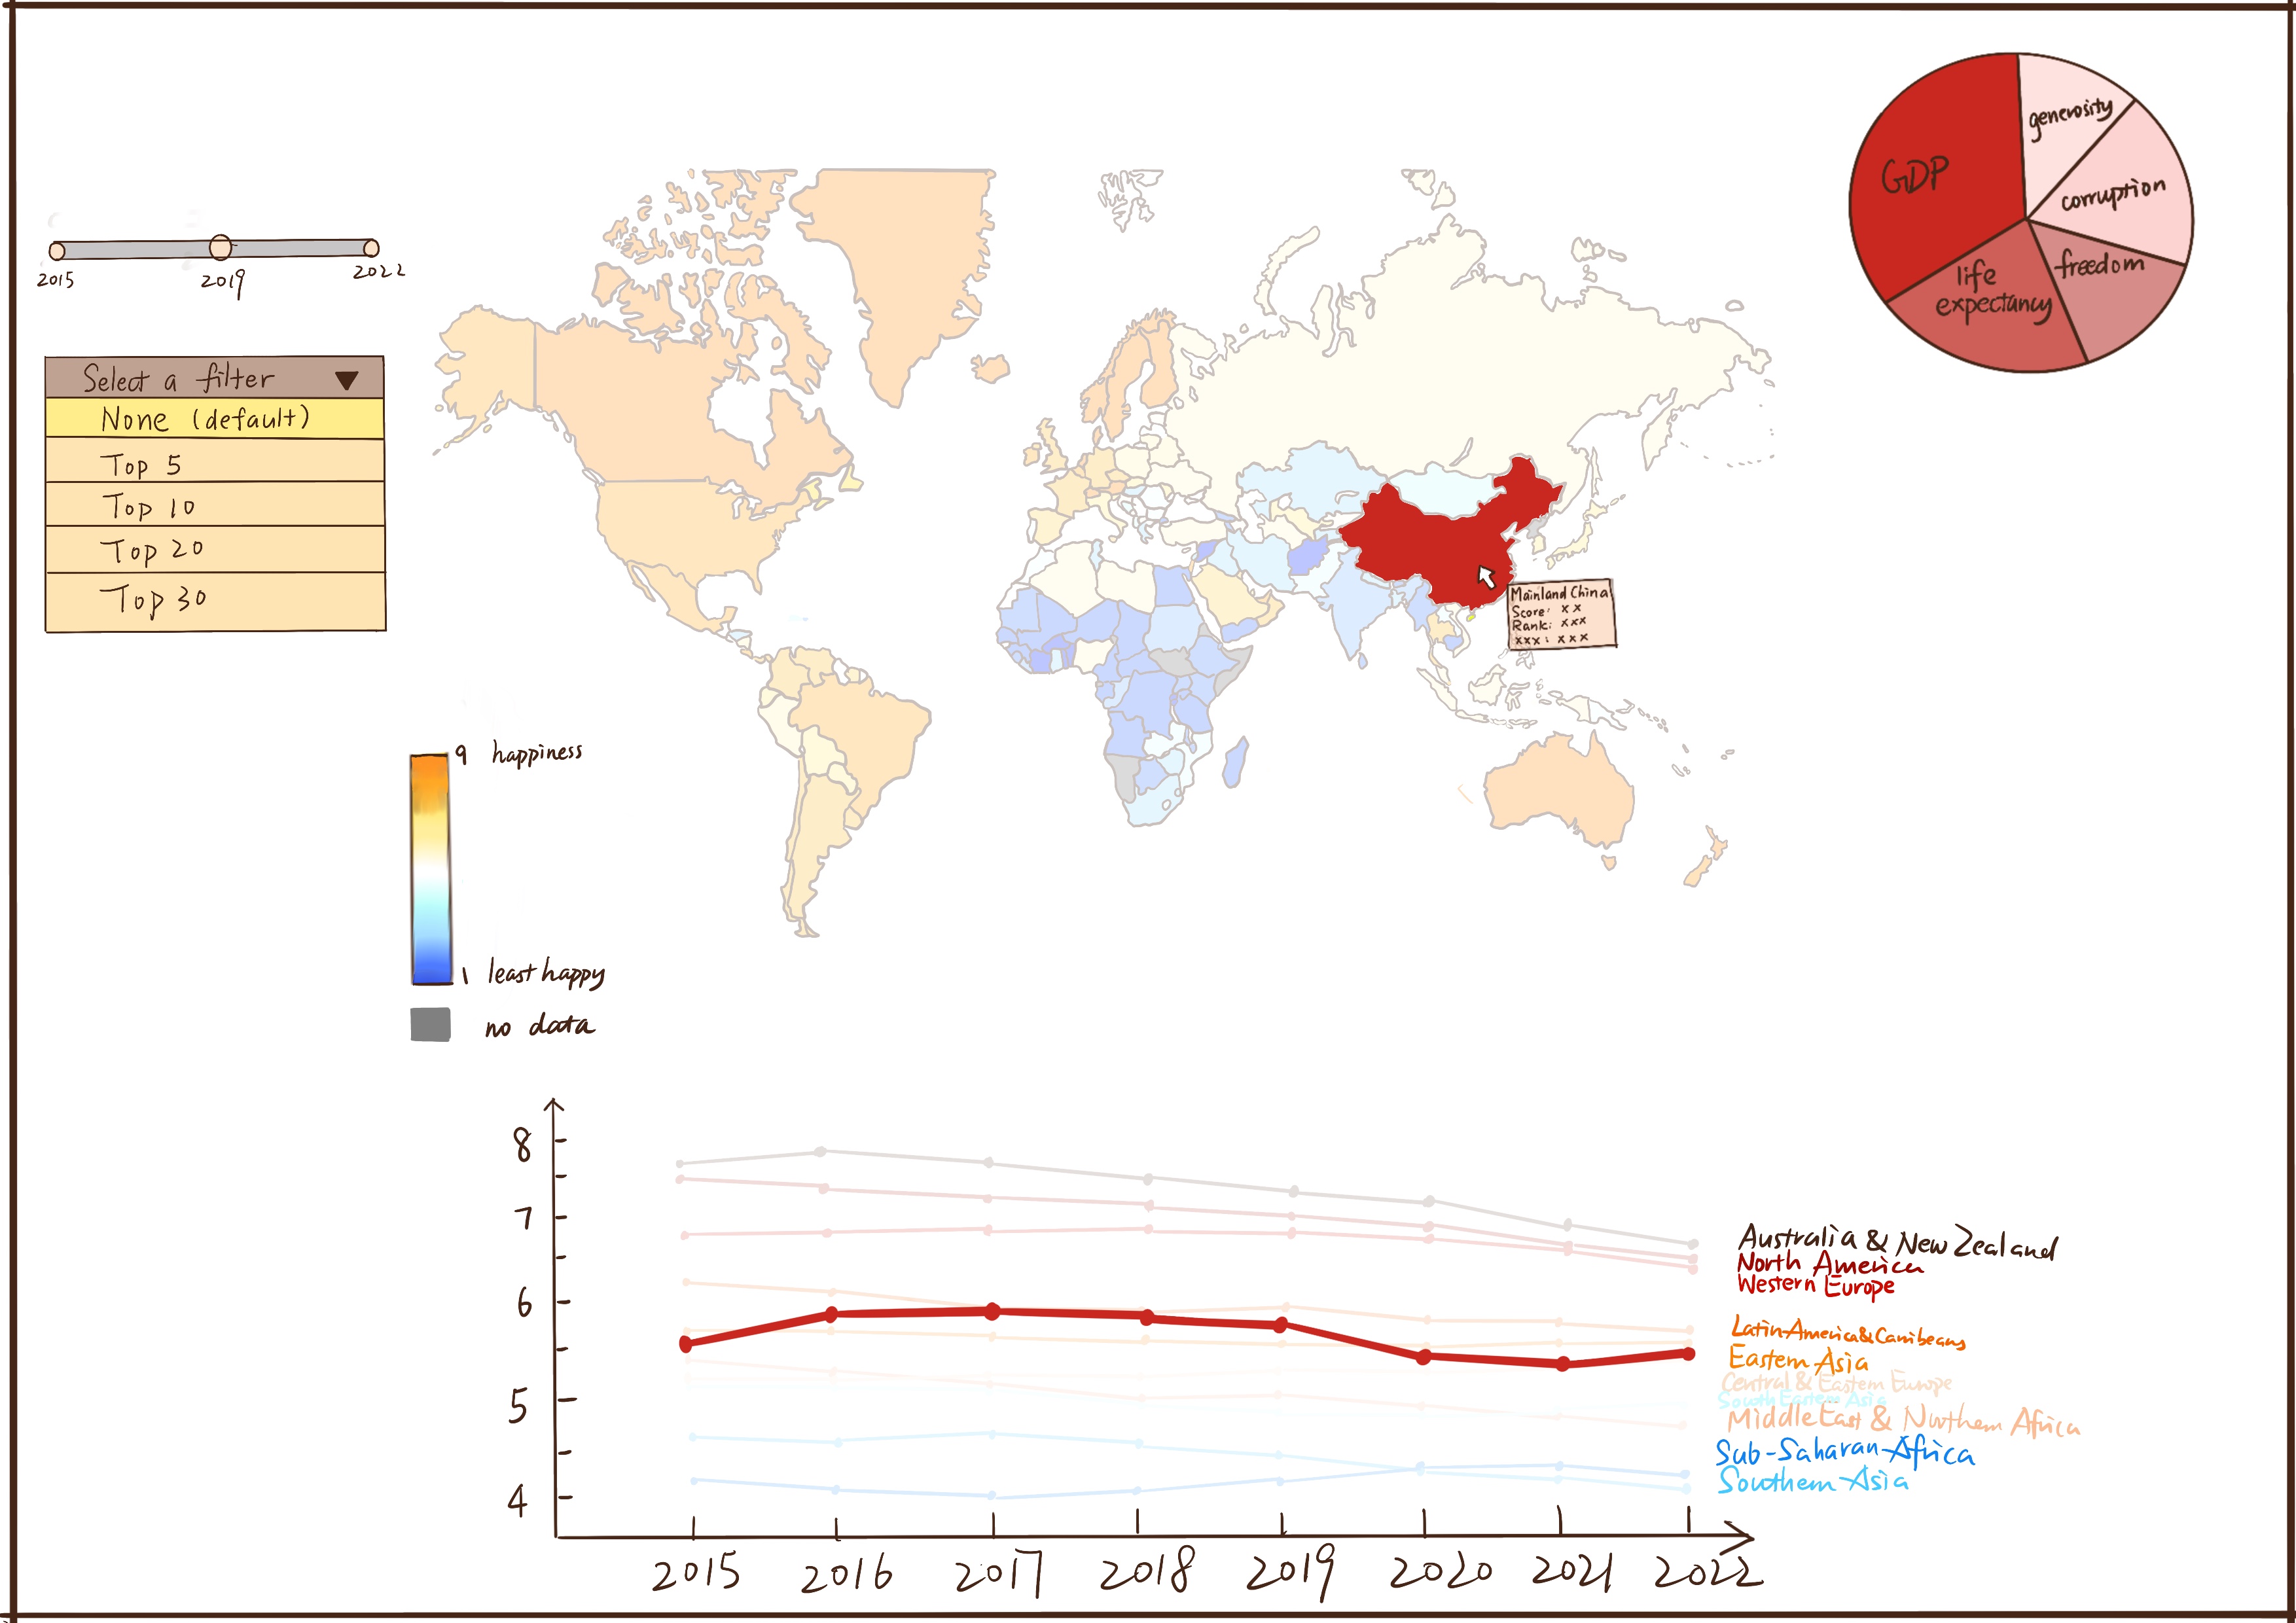 2015
2019
2022
Select a filter ▼
None (default)
Top 5
Top 10
Top 20
Top 30
GDP
generosity
corruption
freedom
life
expectancy
Mainland China
Score: x x
Rank: xxx
xxx: xxx
9 happiness
1 least happy
no data
8
7
6
5
4
2015 2016 2017 2018 2019 2020 2021 2022
Australia & New Zealand
North America
Western Europe
Latin America & Carribeans
Eastern Asia
Central & Eastern Europe
South Eastern Asia
Middle East & Northern Africa
Sub-Saharan Africa
Southern Asia